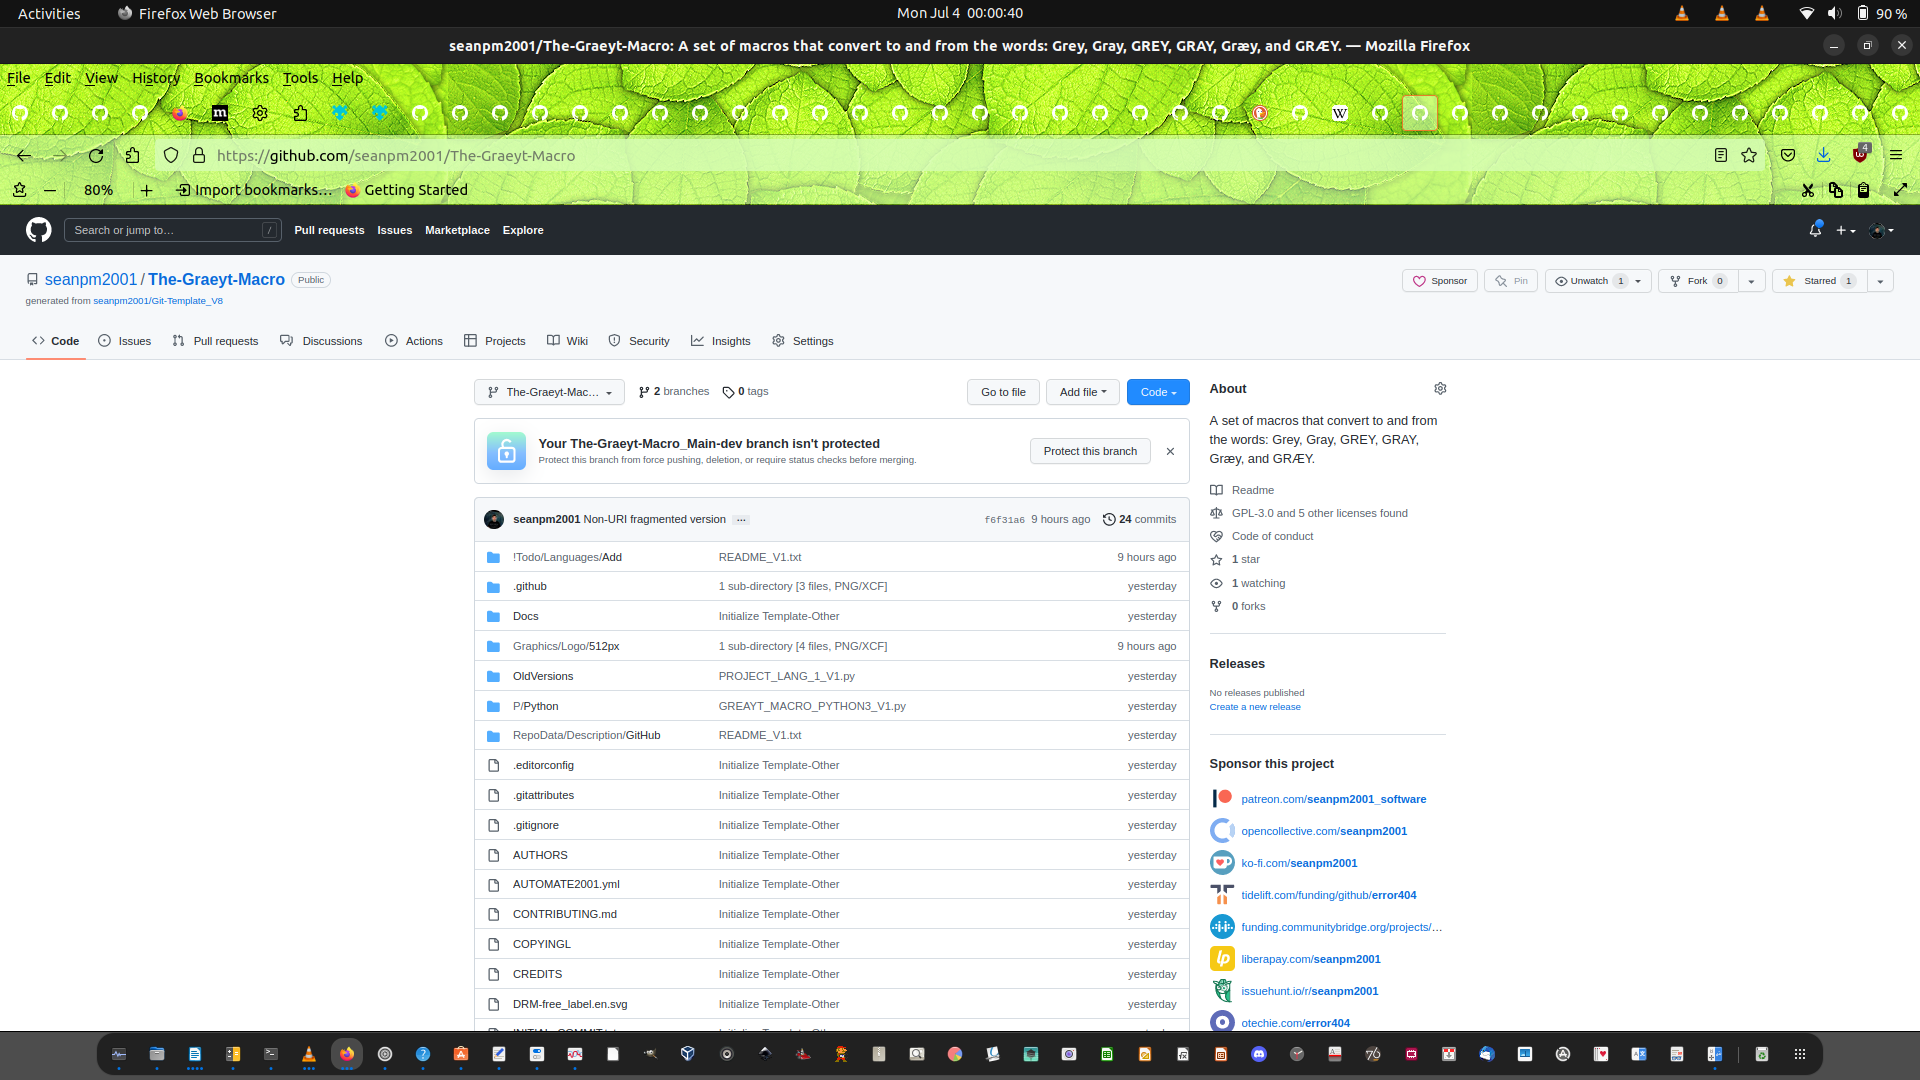 Activities Firefox Web Browser Mon Jul 4 00:00:40 90 %
seanpm2001/The-Graeyt-Macro: A set of macros that convert to and from the words: Grey, Gray, GREY, GRAY, Græy, and GRÆY. — Mozilla Firefox
File Edit View History Bookmarks Tools Help
https://github.com/seanpm2001/The-Graeyt-Macro 4
80% Import bookmarks… Getting Started
Search or jump to… / Pull requests Issues Marketplace Explore
seanpm2001 / The-Graeyt-Macro Public Sponsor Pin Unwatch 1 Fork 0 Starred 1
generated from seanpm2001/Git-Template_V8
Code Issues Pull requests Discussions Actions Projects Wiki Security Insights Settings
The-Graeyt-Mac… 2 branches 0 tags Go to file Add file Code
Your The-Graeyt-Macro_Main-dev branch isn't protected
Protect this branch from force pushing, deletion, or require status checks before merging.
Protect this branch
seanpm2001 Non-URI fragmented version … f6f31a6 9 hours ago 24 commits
!Todo/Languages/Add README_V1.txt 9 hours ago
.github 1 sub-directory [3 files, PNG/XCF] yesterday
Docs Initialize Template-Other yesterday
Graphics/Logo/512px 1 sub-directory [4 files, PNG/XCF] 9 hours ago
OldVersions PROJECT_LANG_1_V1.py yesterday
P/Python GREAYT_MACRO_PYTHON3_V1.py yesterday
RepoData/Description/GitHub README_V1.txt yesterday
.editorconfig Initialize Template-Other yesterday
.gitattributes Initialize Template-Other yesterday
.gitignore Initialize Template-Other yesterday
AUTHORS Initialize Template-Other yesterday
AUTOMATE2001.yml Initialize Template-Other yesterday
CONTRIBUTING.md Initialize Template-Other yesterday
COPYINGL Initialize Template-Other yesterday
CREDITS Initialize Template-Other yesterday
DRM-free_label.en.svg Initialize Template-Other yesterday
About
A set of macros that convert to and from
the words: Grey, Gray, GREY, GRAY,
Græy, and GRÆY.
Readme
GPL-3.0 and 5 other licenses found
Code of conduct
1 star
1 watching
0 forks
Releases
No releases published
Create a new release
Sponsor this project
patreon.com/seanpm2001_software
opencollective.com/seanpm2001
ko-fi.com/seanpm2001
tidelift.com/funding/github/error404
funding.communitybridge.org/projects/…
liberapay.com/seanpm2001
issuehunt.io/r/seanpm2001
otechie.com/error404